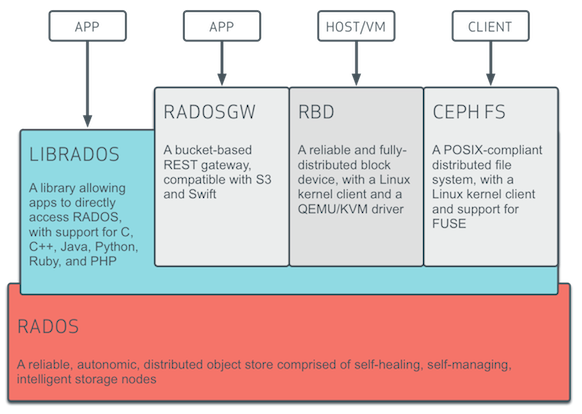 APP
APP
HOST/VM
CLIENT
LIBRADOS
A library allowing
apps to directly
access RADOS,
with support for C,
C++, Java, Python,
Ruby, and PHP
RADOSGW
A bucket-based
REST gateway,
compatible with S3
and Swift
RBD
A reliable and fully-
distributed block
device, with a Linux
kernel client and a
QEMU/KVM driver
CEPH FS
A POSIX-compliant
distributed file
system, with a
Linux kernel client
and support for
FUSE
RADOS
A reliable, autonomic, distributed object store comprised of self-healing, self-managing,
intelligent storage nodes